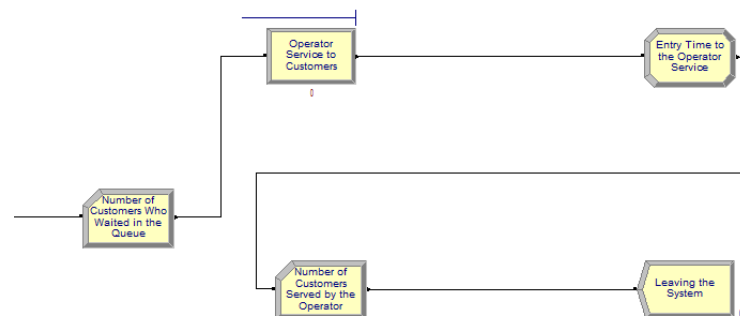 Operator
Service to
Customers
Entry Time to
the Operator
Service
Number of
Customers Who
Waited in the
Queue
Number of
Customers
Served by the
Operator
Leaving the
System